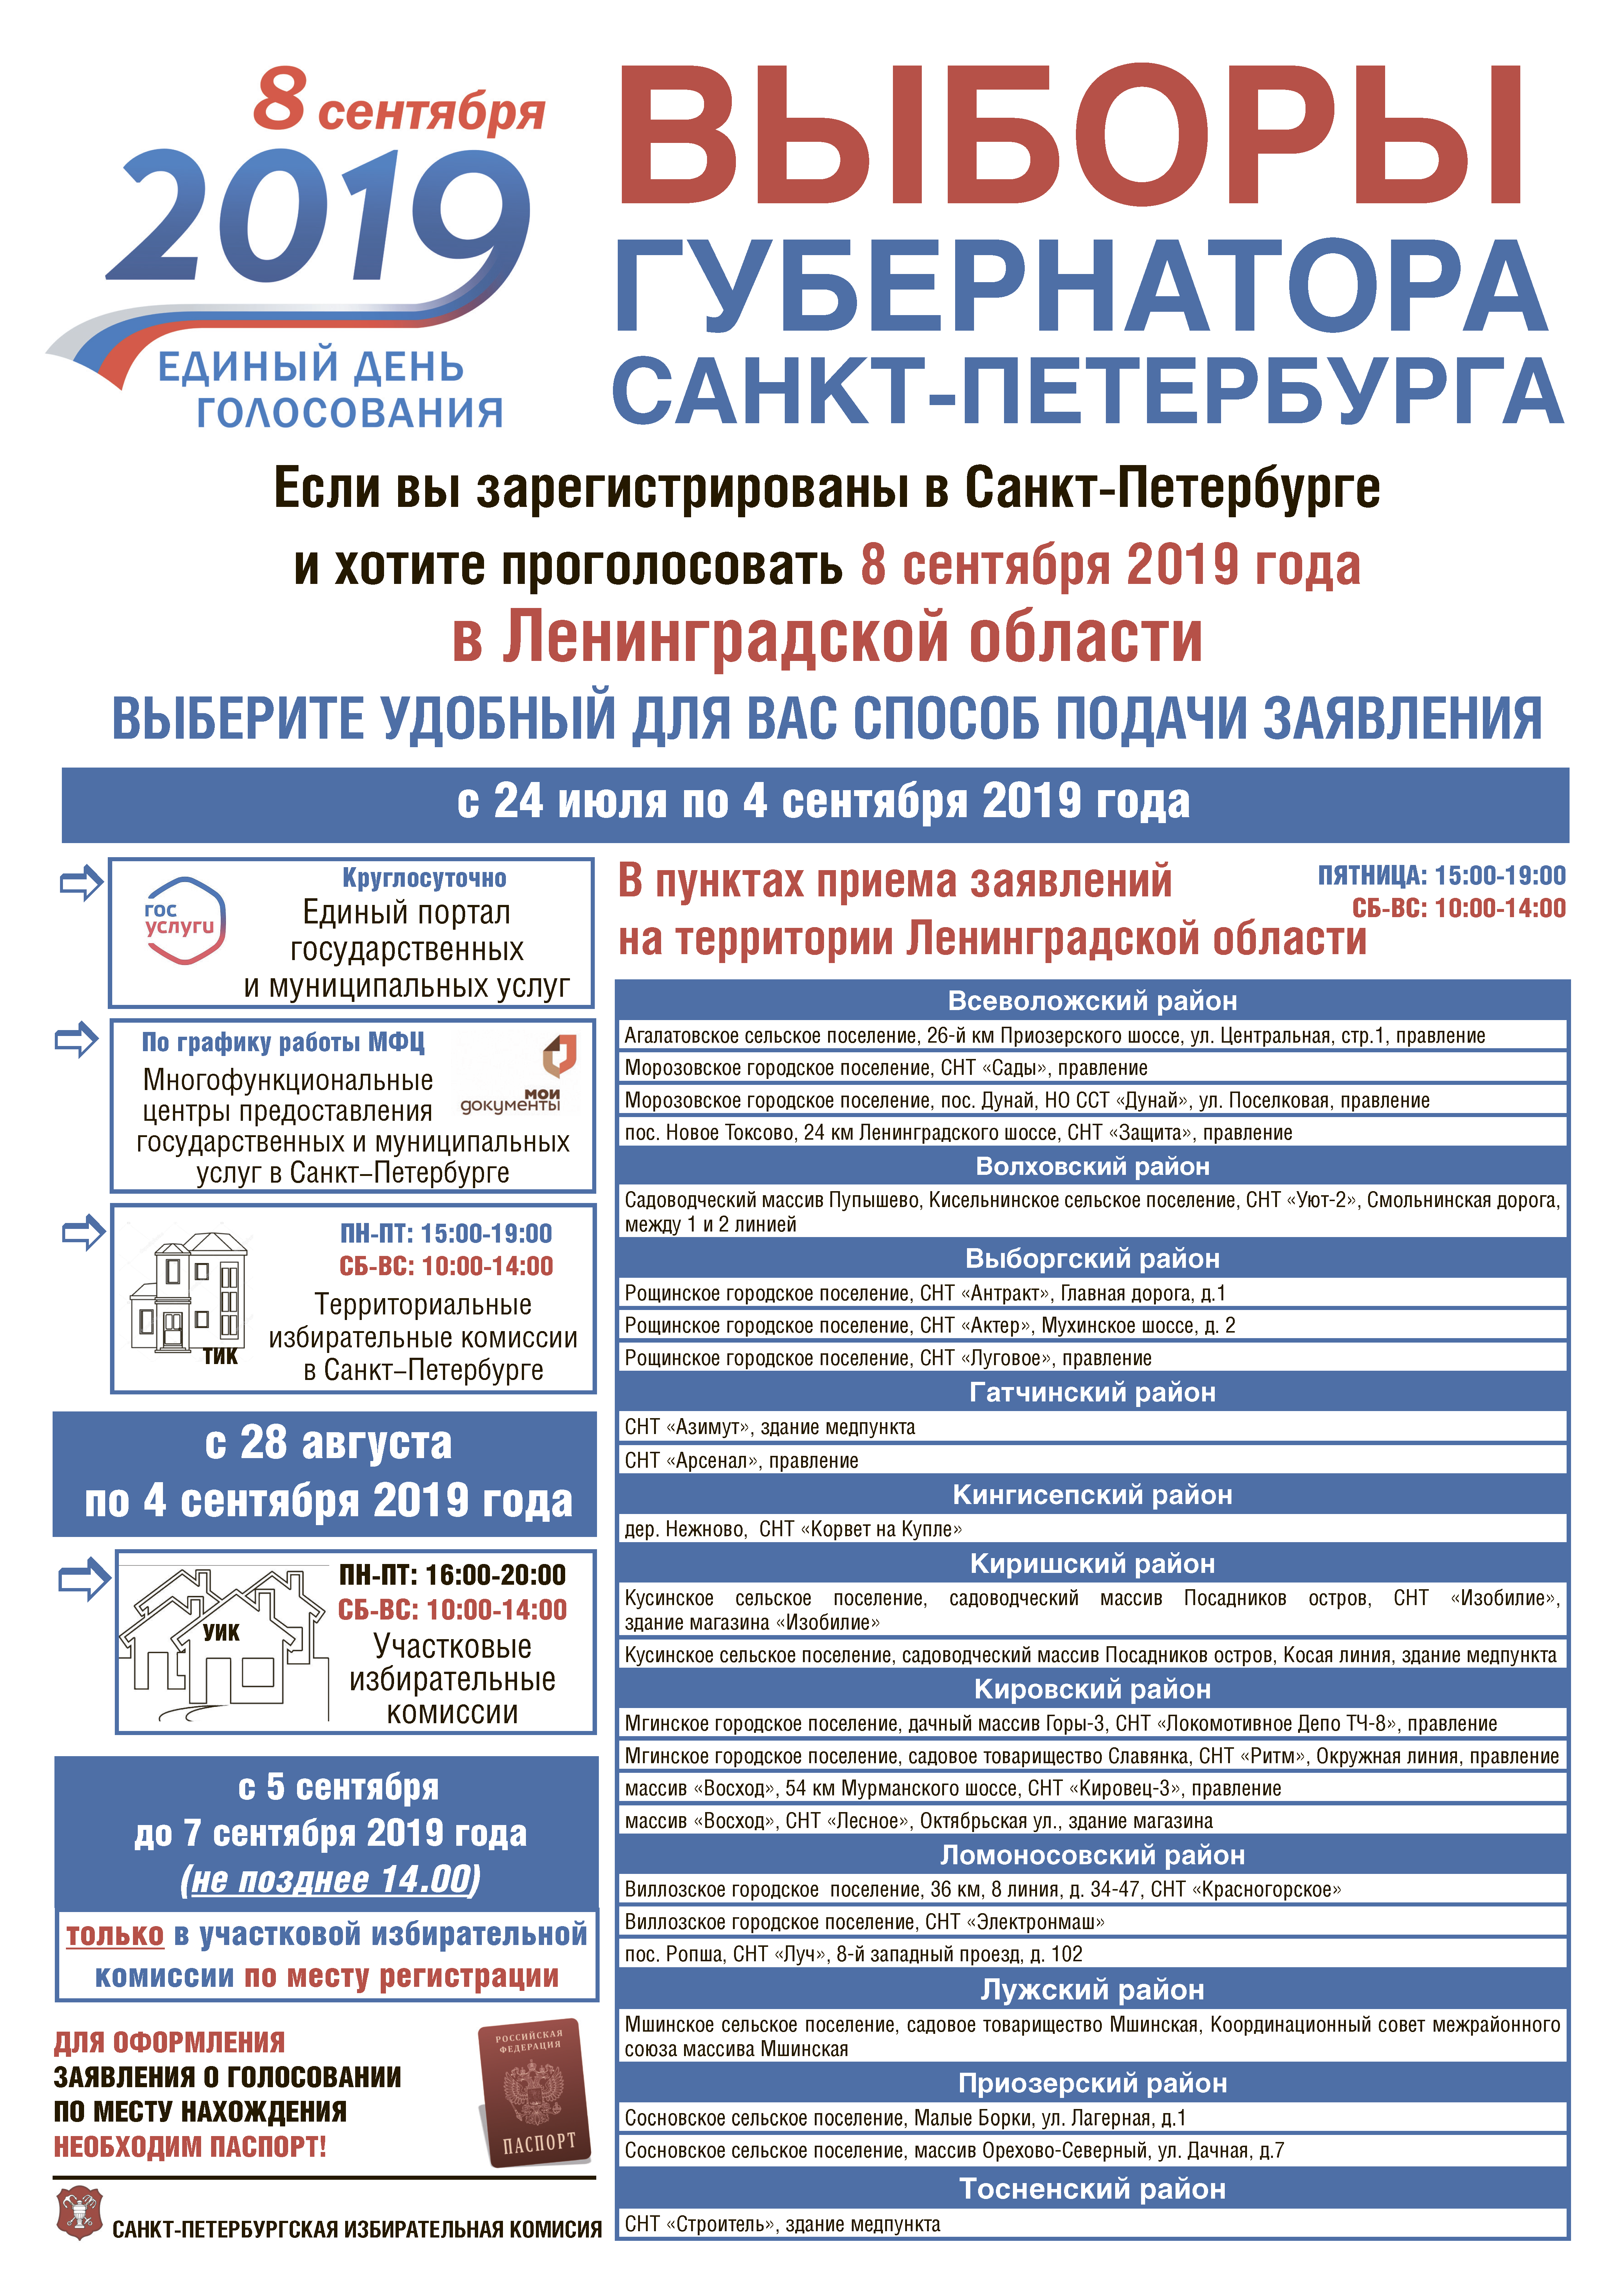 8 сентября
2019
ЕДИНЫЙ ДЕНЬ
ГОЛОСОВАНИЯ
ВЫБОРЫ
ГУБЕРНАТОРА
САНКТ-ПЕТЕРБУРГА
Если вы зарегистрированы в Санкт-Петербурге
и хотите проголосовать 8 сентября 2019 года
в Ленинградской области
ВЫБЕРИТЕ УДОБНЫЙ ДЛЯ ВАС СПОСОБ ПОДАЧИ ЗАЯВЛЕНИЯ
с 24 июля по 4 сентября 2019 года
гос
услуги
Круглосуточно
Единый портал
государственных
и муниципальных услуг
По графику работы МФЦ
мои
документы
Многофункциональные
центры предоставления
государственных и муниципальных
услуг в Санкт–Петербурге
ТИК
ПН-ПТ: 15:00-19:00
СБ-ВС: 10:00-14:00
Территориальные
избирательные комиссии
в Санкт–Петербурге
с 28 августа
по 4 сентября 2019 года
УИК
ПН-ПТ: 16:00-20:00
СБ-ВС: 10:00-14:00
Участковые
избирательные
комиссии
с 5 сентября
до 7 сентября 2019 года
(не позднее 14.00)
только в участковой избирательной
комиссии по месту регистрации
ДЛЯ ОФОРМЛЕНИЯ
ЗАЯВЛЕНИЯ О ГОЛОСОВАНИИ
ПО МЕСТУ НАХОЖДЕНИЯ
НЕОБХОДИМ ПАСПОРТ!
РОССИЙСКАЯ
ФЕДЕРАЦИЯ
ПАСПОРТ
САНКТ-ПЕТЕРБУРГСКАЯ ИЗБИРАТЕЛЬНАЯ КОМИСИЯ
В пунктах приема заявлений
на территории Ленинградской области
ПЯТНИЦА: 15:00-19:00
СБ-ВС: 10:00-14:00
Всеволожский район
Агалатовское сельское поселение, 26-й км Приозерского шоссе, ул. Центральная, стр.1, правление
Морозовское городское поселение, СНТ «Сады», правление
Морозовское городское поселение, пос. Дунай, НО ССТ «Дунай», ул. Поселковая, правление
пос. Новое Токсово, 24 км Ленинградского шоссе, СНТ «Защита», правление
Волховский район
Садоводческий массив Пупышево, Кисельнинское сельское поселение, СНТ «Уют-2», Смольнинская дорога,
между 1 и 2 линией
Выборгский район
Рощинское городское поселение, СНТ «Антракт», Главная дорога, д.1
Рощинское городское поселение, СНТ «Актер», Мухинское шоссе, д. 2
Рощинское городское поселение, СНТ «Луговое», правление
Гатчинский район
СНТ «Азимут», здание медпункта
СНТ «Арсенал», правление
Кингисепский район
дер. Нежново, СНТ «Корвет на Купле»
Киришский район
Кусинское сельское поселение, садоводческий массив Посадников остров, СНТ «Изобилие»,
здание магазина «Изобилие»
Кусинское сельское поселение, садоводческий массив Посадников остров, Косая линия, здание медпункта
Кировский район
Мгинское городское поселение, дачный массив Горы-3, СНТ «Локомотивное Депо ТЧ-8», правление
Мгинское городское поселение, садовое товарищество Славянка, СНТ «Ритм», Окружная линия, правление
массив «Восход», 54 км Мурманского шоссе, СНТ «Кировец-3», правление
массив «Восход», СНТ «Лесное», Октябрьская ул., здание магазина
Ломоносовский район
Виллозское городское поселение, 36 км, 8 линия, д. 34-47, СНТ «Красногорское»
Виллозское городское поселение, СНТ «Электронмаш»
пос. Ропша, СНТ «Луч», 8-й западный проезд, д. 102
Лужский район
Мшинское сельское поселение, садовое товарищество Мшинская, Координационный совет межрайонного
союза массива Мшинская
Приозерский район
Сосновское сельское поселение, Малые Борки, ул. Лагерная, д.1
Сосновское сельское поселение, массив Орехово-Северный, ул. Дачная, д.7
Тосненский район
СНТ «Строитель», здание медпункта